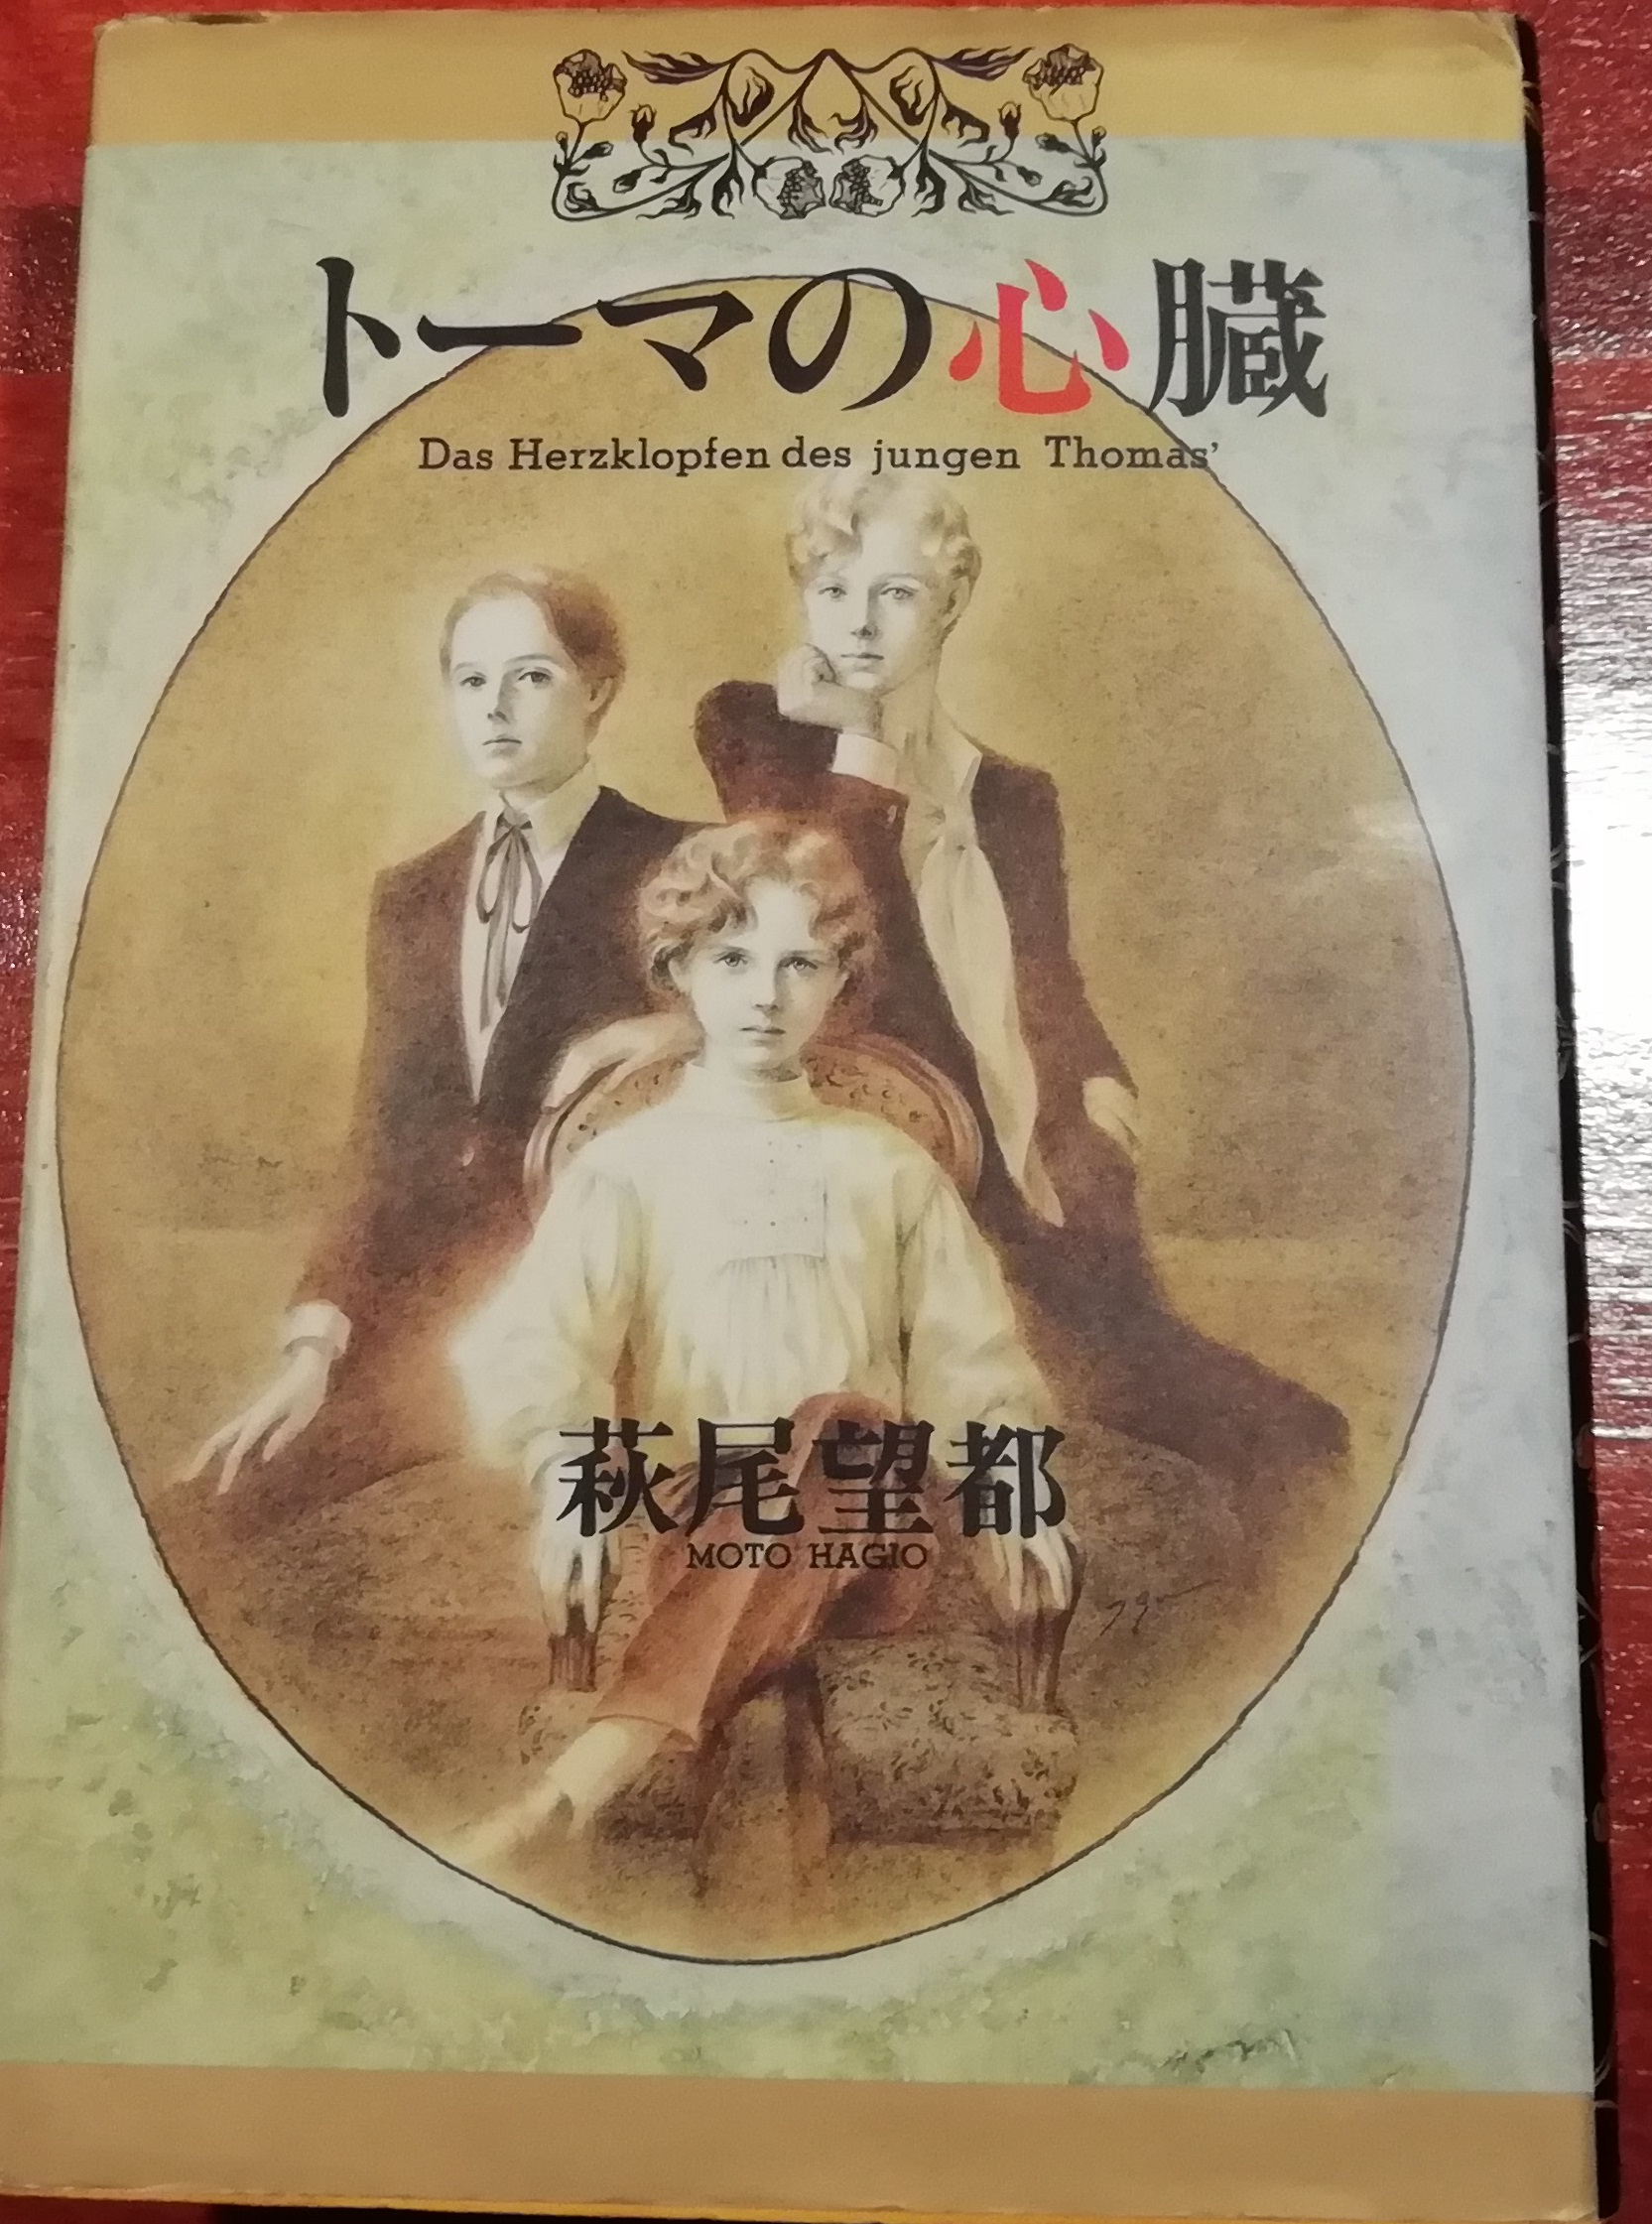 トーマの心臓
Das Herzklopfen des jungen Thomas'
萩尾望都
MOTO HAGIO